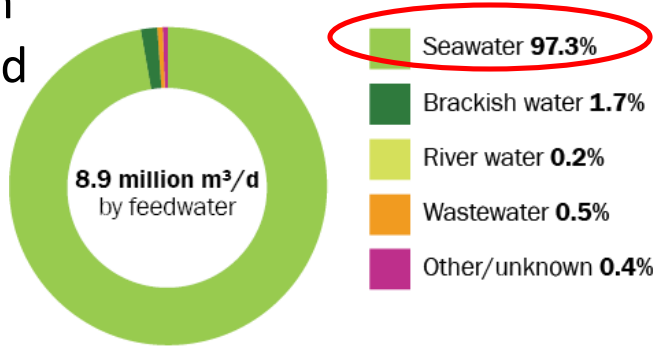 d
8.9 million m³/d
by feedwater
Seawater 97.3%
Brackish water 1.7%
River water 0.2%
Wastewater 0.5%
Other/unknown 0.4%